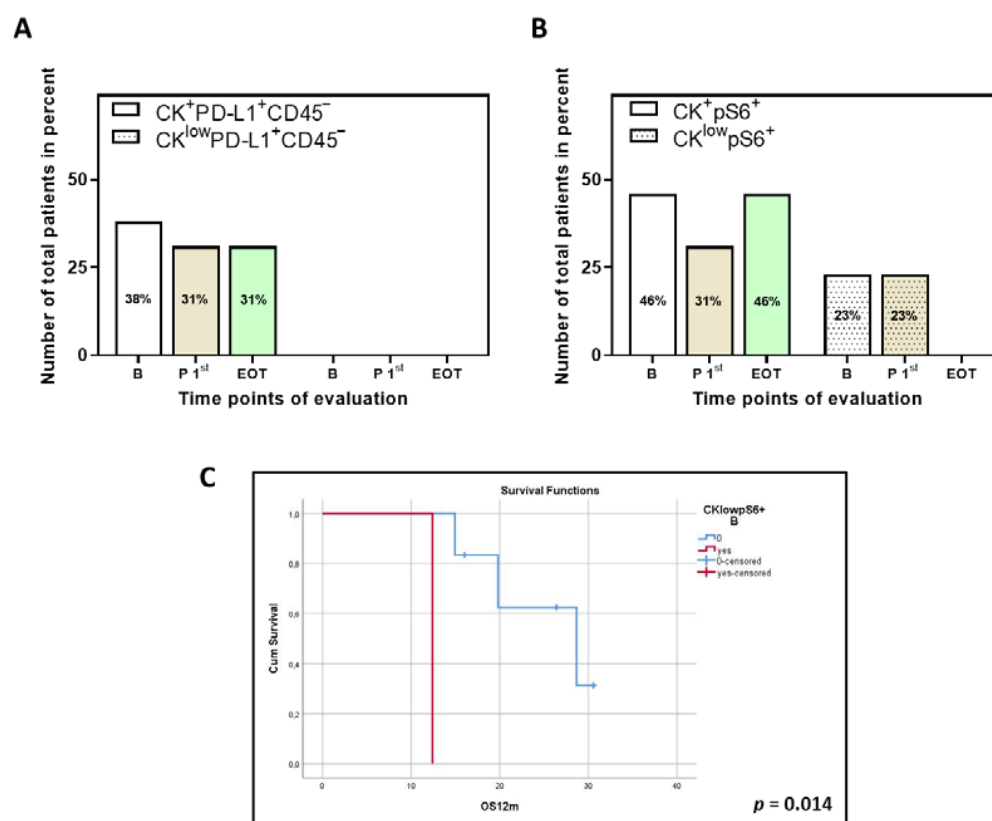 A
Number of total patients in percent
CK⁺PD-L1⁺CD45⁻
CKˡᵒʷPD-L1⁺CD45⁻
50
25
0
38%
31%
31%
B
P 1ˢᵗ
EOT
B
P 1ˢᵗ
EOT
Time points of evaluation
B
Number of total patients in percent
CK⁺pS6⁺
CKˡᵒʷpS6⁺
50
25
0
46%
31%
46%
23%
23%
B
P 1ˢᵗ
EOT
B
P 1ˢᵗ
EOT
Time points of evaluation
C
Survival Functions
Cum Survival
1,0
0,8
0,6
0,4
0,2
0,0
0
10
20
30
40
OS12m
CKlowpS6+
B
0
yes
0-censored
yes-censored
p = 0.014